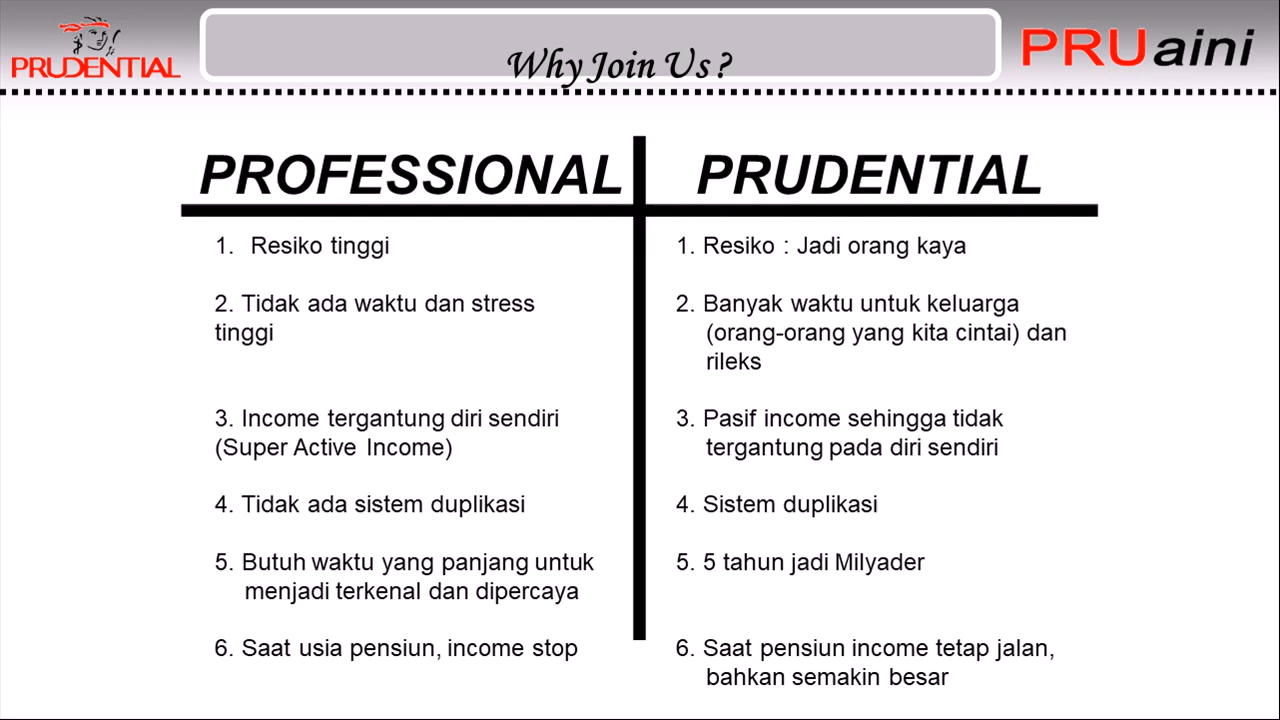 PRUDENTIAL
Why Join Us ?
PRUaini
PROFESSIONAL
1. Resiko tinggi
2. Tidak ada waktu dan stress
tinggi
3. Income tergantung diri sendiri
(Super Active Income)
4. Tidak ada sistem duplikasi
5. Butuh waktu yang panjang untuk
menjadi terkenal dan dipercaya
6. Saat usia pensiun, income stop
PRUDENTIAL
1. Resiko : Jadi orang kaya
2. Banyak waktu untuk keluarga
(orang-orang yang kita cintai) dan
rileks
3. Pasif income sehingga tidak
tergantung pada diri sendiri
4. Sistem duplikasi
5. 5 tahun jadi Milyader
6. Saat pensiun income tetap jalan,
bahkan semakin besar